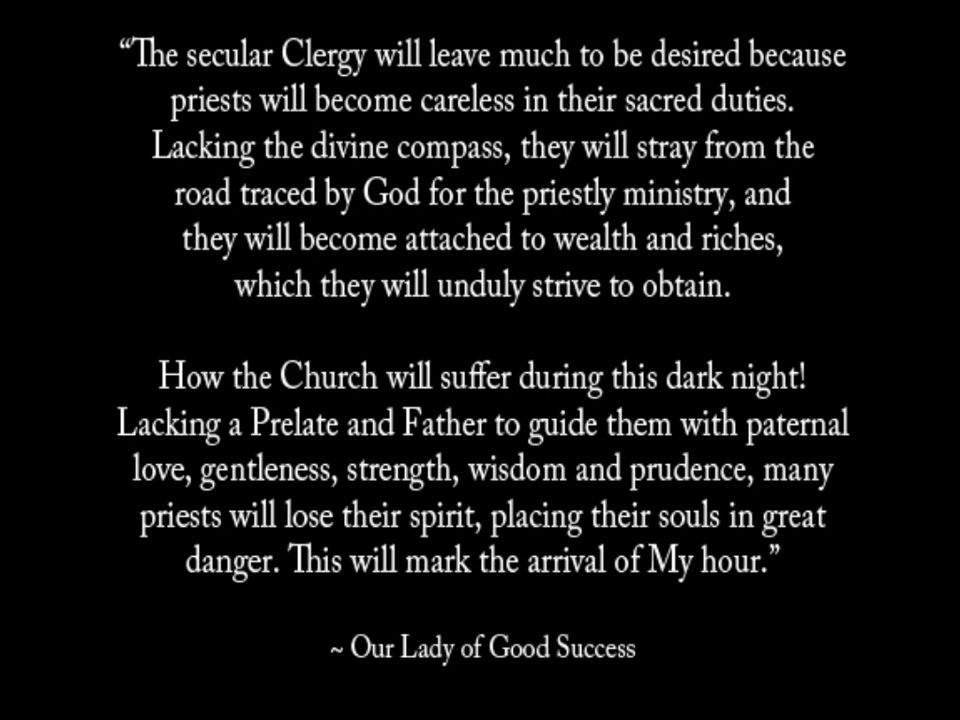 “The secular Clergy will leave much to be desired because
priests will become careless in their sacred duties.
Lacking the divine compass, they will stray from the
road traced by God for the priestly ministry, and
they will become attached to wealth and riches,
which they will unduly strive to obtain.
How the Church will suffer during this dark night!
Lacking a Prelate and Father to guide them with paternal
love, gentleness, strength, wisdom and prudence, many
priests will lose their spirit, placing their souls in great
danger. This will mark the arrival of My hour.”
~ Our Lady of Good Success